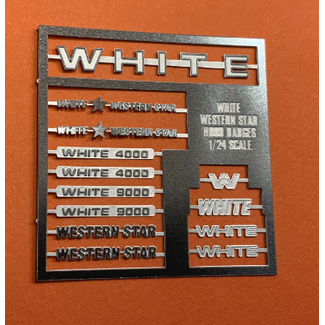 WHITE
WHITE ★ WESTERN STAR
WHITE ★ WESTERN STAR
WHITE 4000
WHITE 4000
WHITE 9000
WHITE 9000
WESTERN STAR
WESTERN STAR
WHITE
WESTERN STAR
HOOD BADGES
1/24 SCALE
W
WHITE
WHITE
WHITE